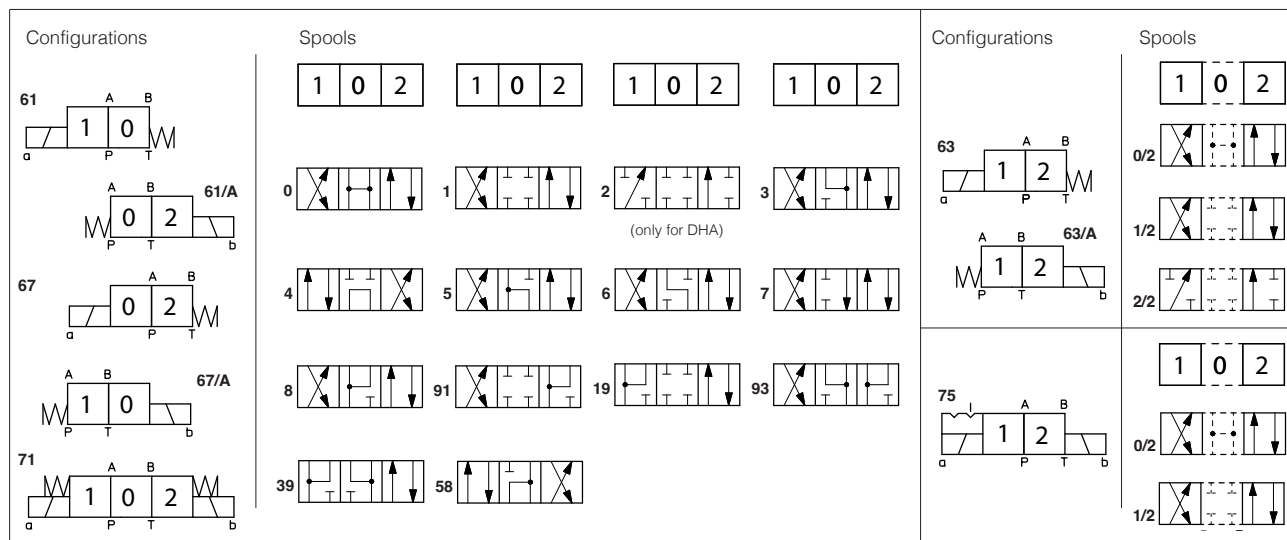 Configurations
Spools
Configurations
Spools
1 0 2
1 0 2
1 0 2
1 0 2
1 0 2
61
A B
1 0
a P T
A B
61/A
0 2
P T b
67
A B
0 2
a P T
A B
67/A
1 0
P T b
71
A B
1 0 2
a P T b
0
1
2
3
(only for DHA)
4
5
6
7
8
91
19
93
39
58
63
A B
1 2
a P T
A B
63/A
1 2
P T b
0/2
1/2
2/2
75
I A B
1 2
a P T b
1 0 2
0/2
1/2